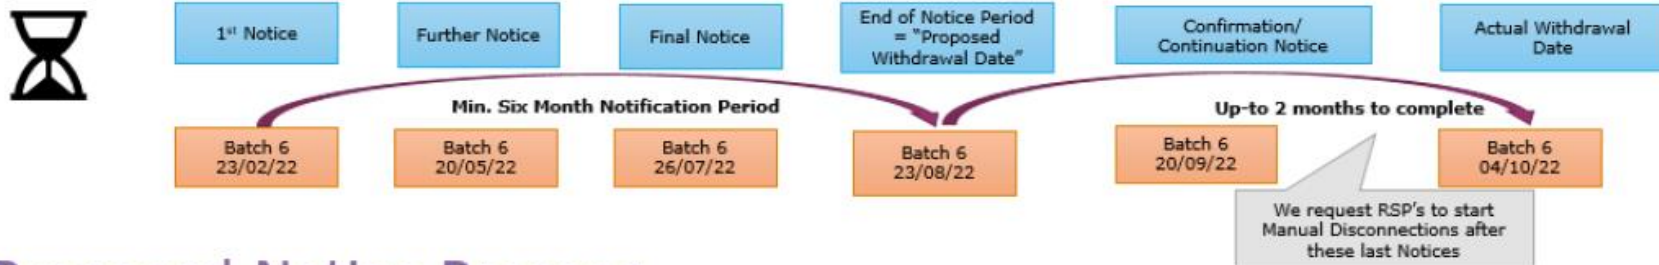 1st Notice
Further Notice
Final Notice
End of Notice Period
= "Proposed
Withdrawal Date"
Confirmation/
Continuation Notice
Actual Withdrawal
Date
Min. Six Month Notification Period
Up-to 2 months to complete
Batch 6
23/02/22
Batch 6
20/05/22
Batch 6
26/07/22
Batch 6
23/08/22
Batch 6
20/09/22
Batch 6
04/10/22
We request RSP's to start
Manual Disconnections after
these last Notices